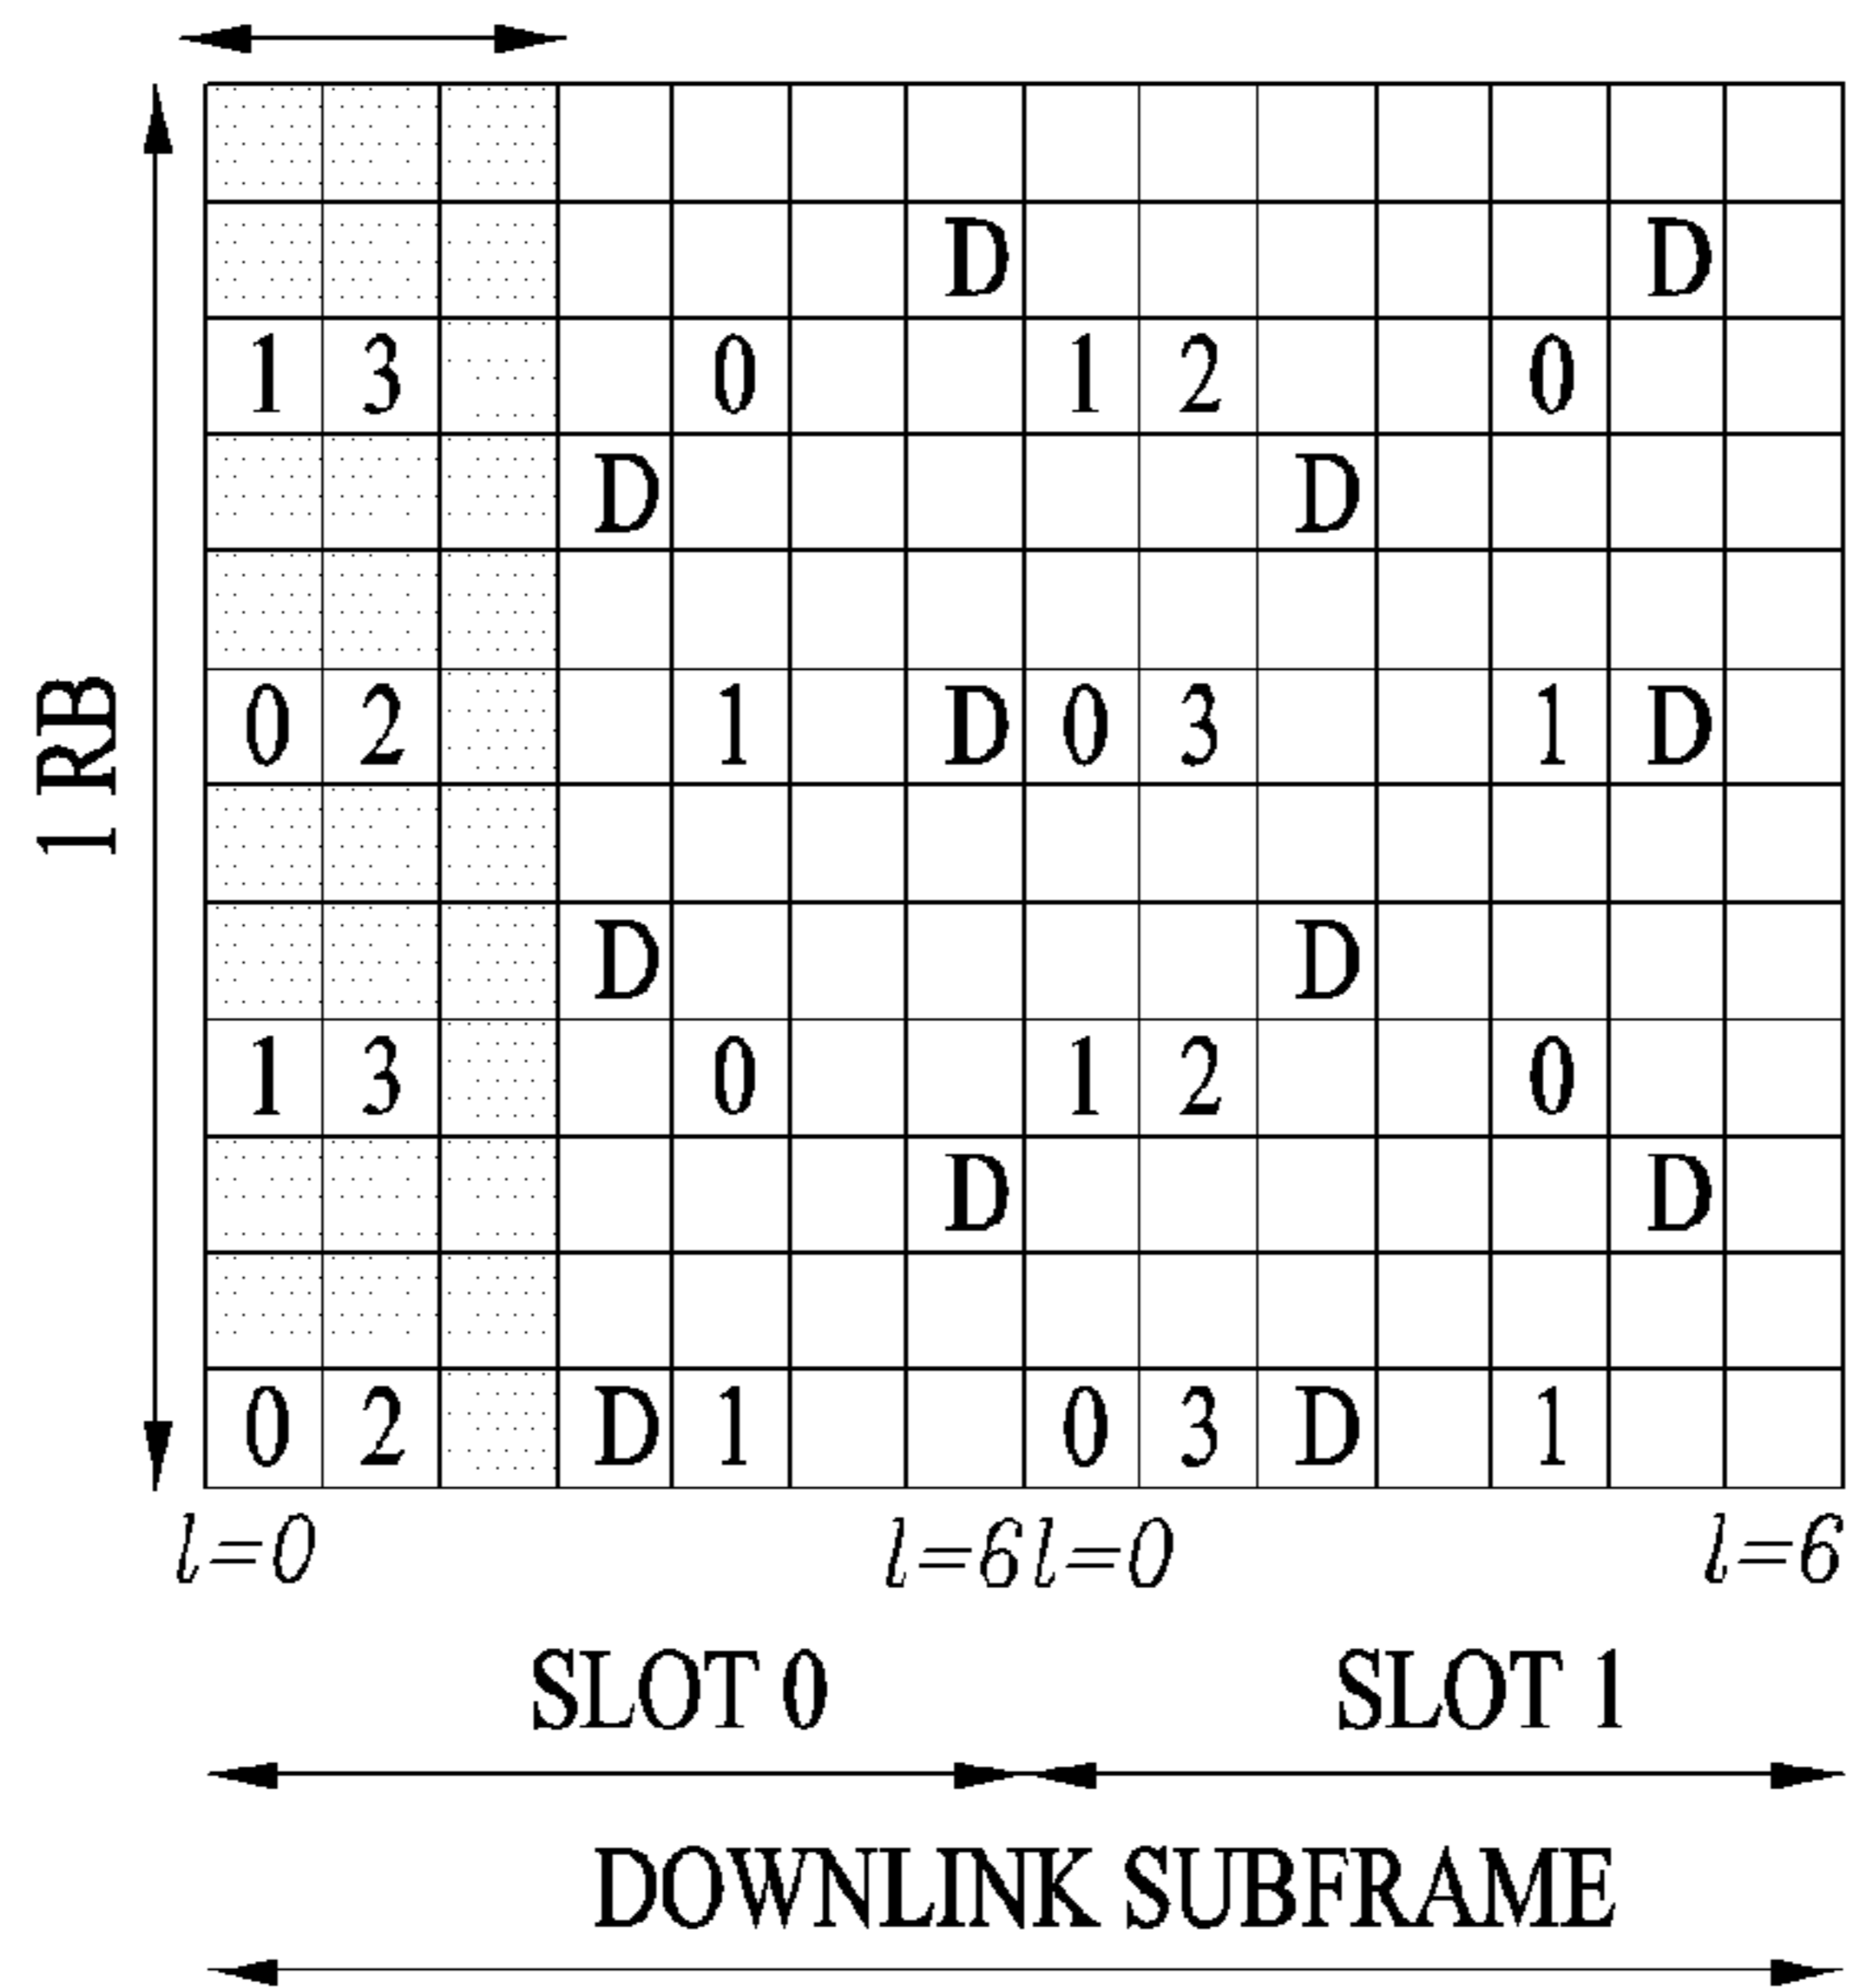 D D
1 3 0 1 2 0
D D
1 RB
0 2 1 D 0 3 1 D
D D
1 3 0 1 2 0
D D
0 2 D 1 0 3 D 1
l=0 l=6 l=0 l=6
SLOT 0 SLOT 1
DOWNLINK SUBFRAME